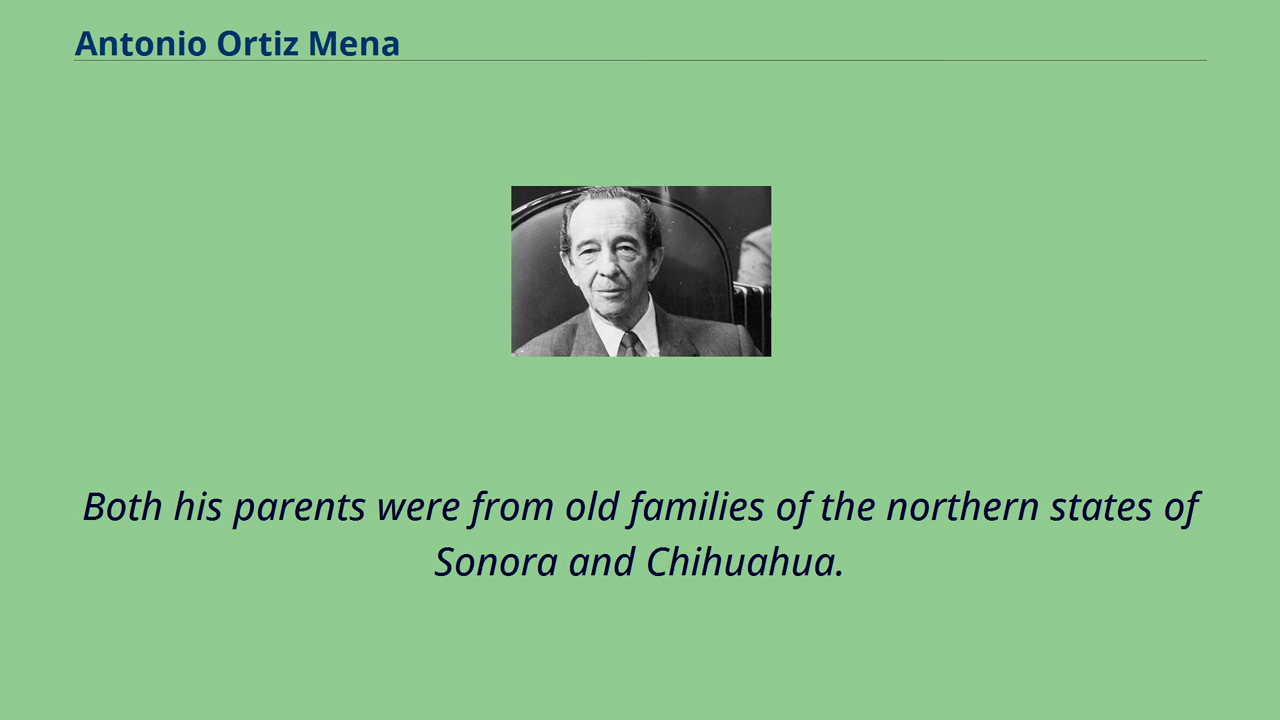 Antonio Ortiz Mena
Both his parents were from old families of the northern states of
Sonora and Chihuahua.